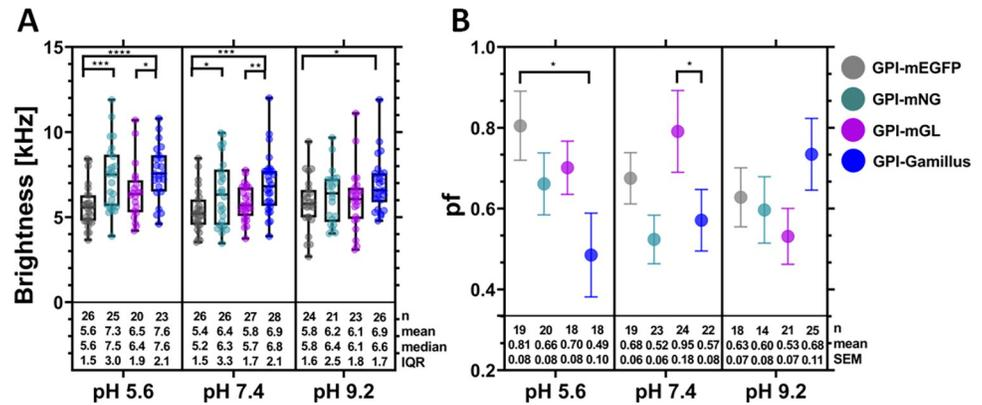 A
Brightness [kHz]
15
10
5
0
****
***
*
***
*
**
*
26 25 20 23 26 26 27 28 24 21 23 26 n
5.6 7.3 6.5 7.6 5.4 6.4 5.8 6.9 5.8 6.2 6.1 6.9 mean
5.6 7.5 6.4 7.6 5.2 6.3 5.7 6.8 5.8 6.4 6.1 6.6 median
1.5 3.0 1.9 2.1 1.5 3.3 1.7 2.1 1.6 2.5 1.8 1.7 IQR
pH 5.6 pH 7.4 pH 9.2
B
pf
1.0
0.8
0.6
0.4
0.2
*
*
19 20 18 18 19 23 24 22 18 14 21 25 n
0.81 0.66 0.70 0.49 0.68 0.52 0.95 0.57 0.63 0.60 0.53 0.68 mean
0.08 0.08 0.08 0.10 0.06 0.06 0.18 0.08 0.07 0.08 0.07 0.11 SEM
pH 5.6 pH 7.4 pH 9.2
GPI-mEGFP
GPI-mNG
GPI-mGL
GPI-Gamillus